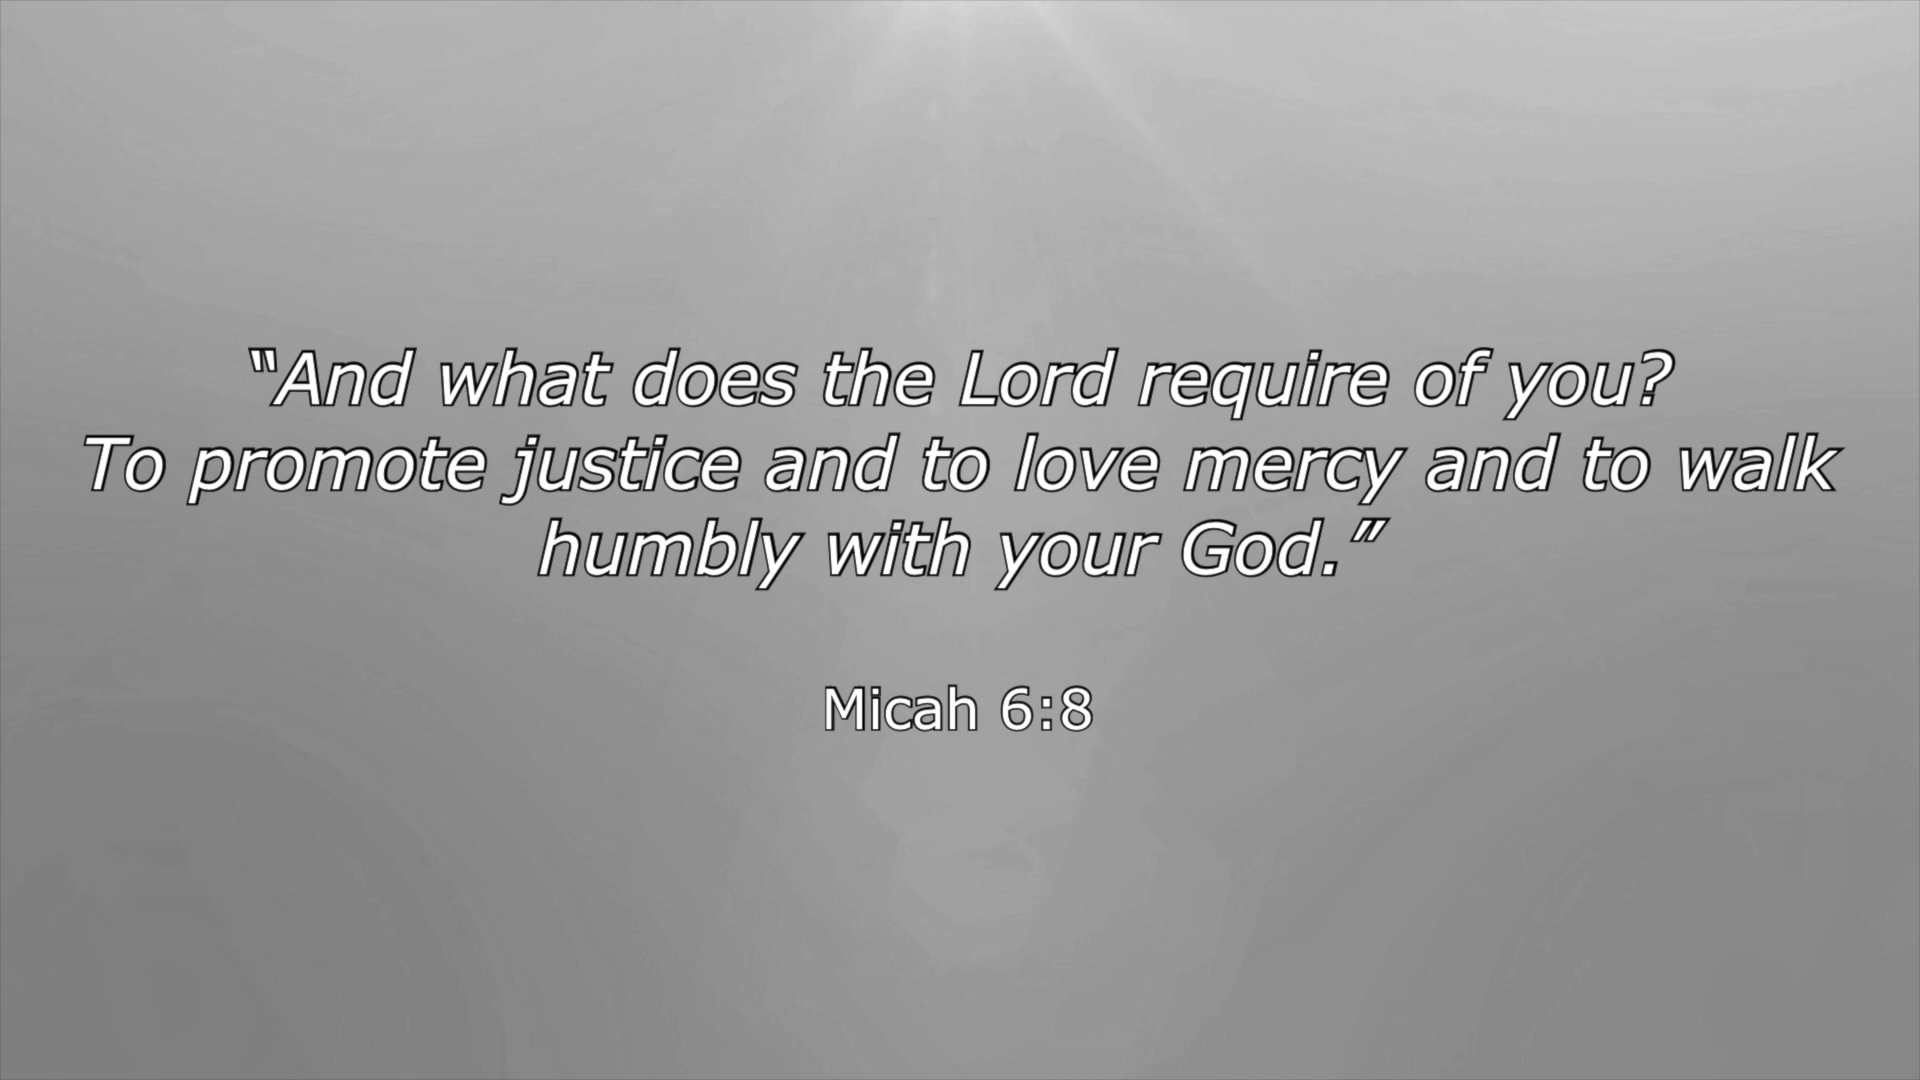 “And what does the Lord require of you?
To promote justice and to love mercy and to walk
humbly with your God.”
Micah 6:8